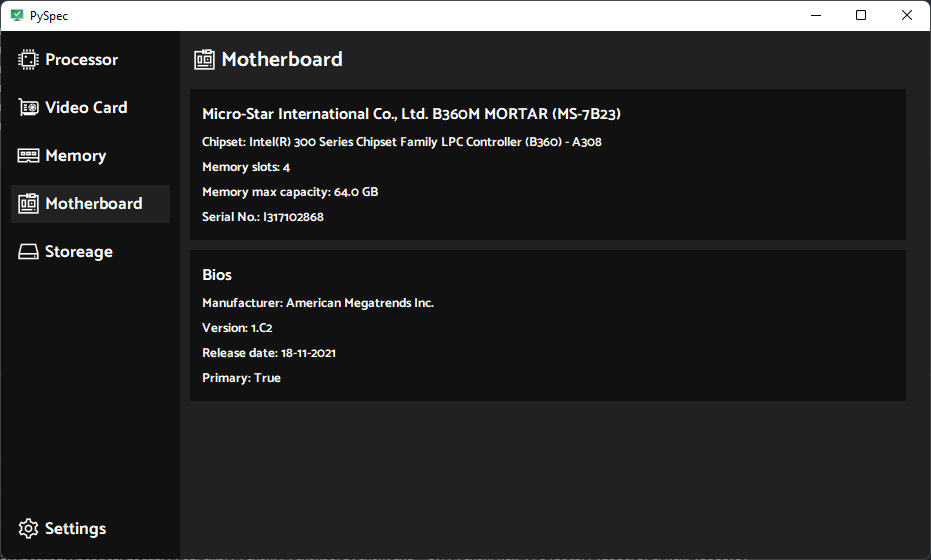 PySpec
Processor
Video Card
Memory
Motherboard
Storeage
Settings
Motherboard
Micro-Star International Co., Ltd. B360M MORTAR (MS-7B23)
Chipset: Intel(R) 300 Series Chipset Family LPC Controller (B360) - A308
Memory slots: 4
Memory max capacity: 64.0 GB
Serial No.: I317102868
Bios
Manufacturer: American Megatrends Inc.
Version: 1.C2
Release date: 18-11-2021
Primary: True